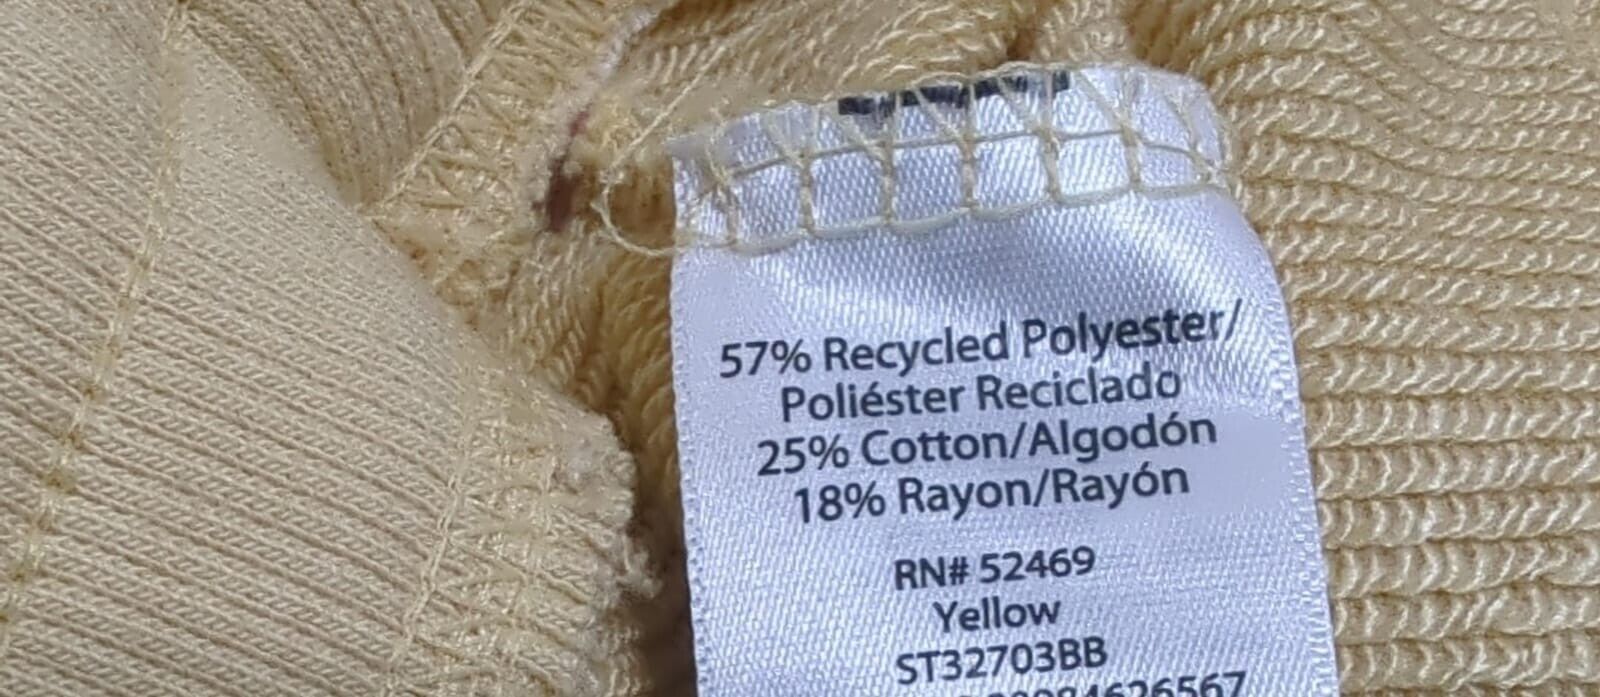 57% Recycled Polyester/
Poliéster Reciclado
25% Cotton/Algodón
18% Rayon/Rayón
RN# 52469
Yellow
ST32703BB